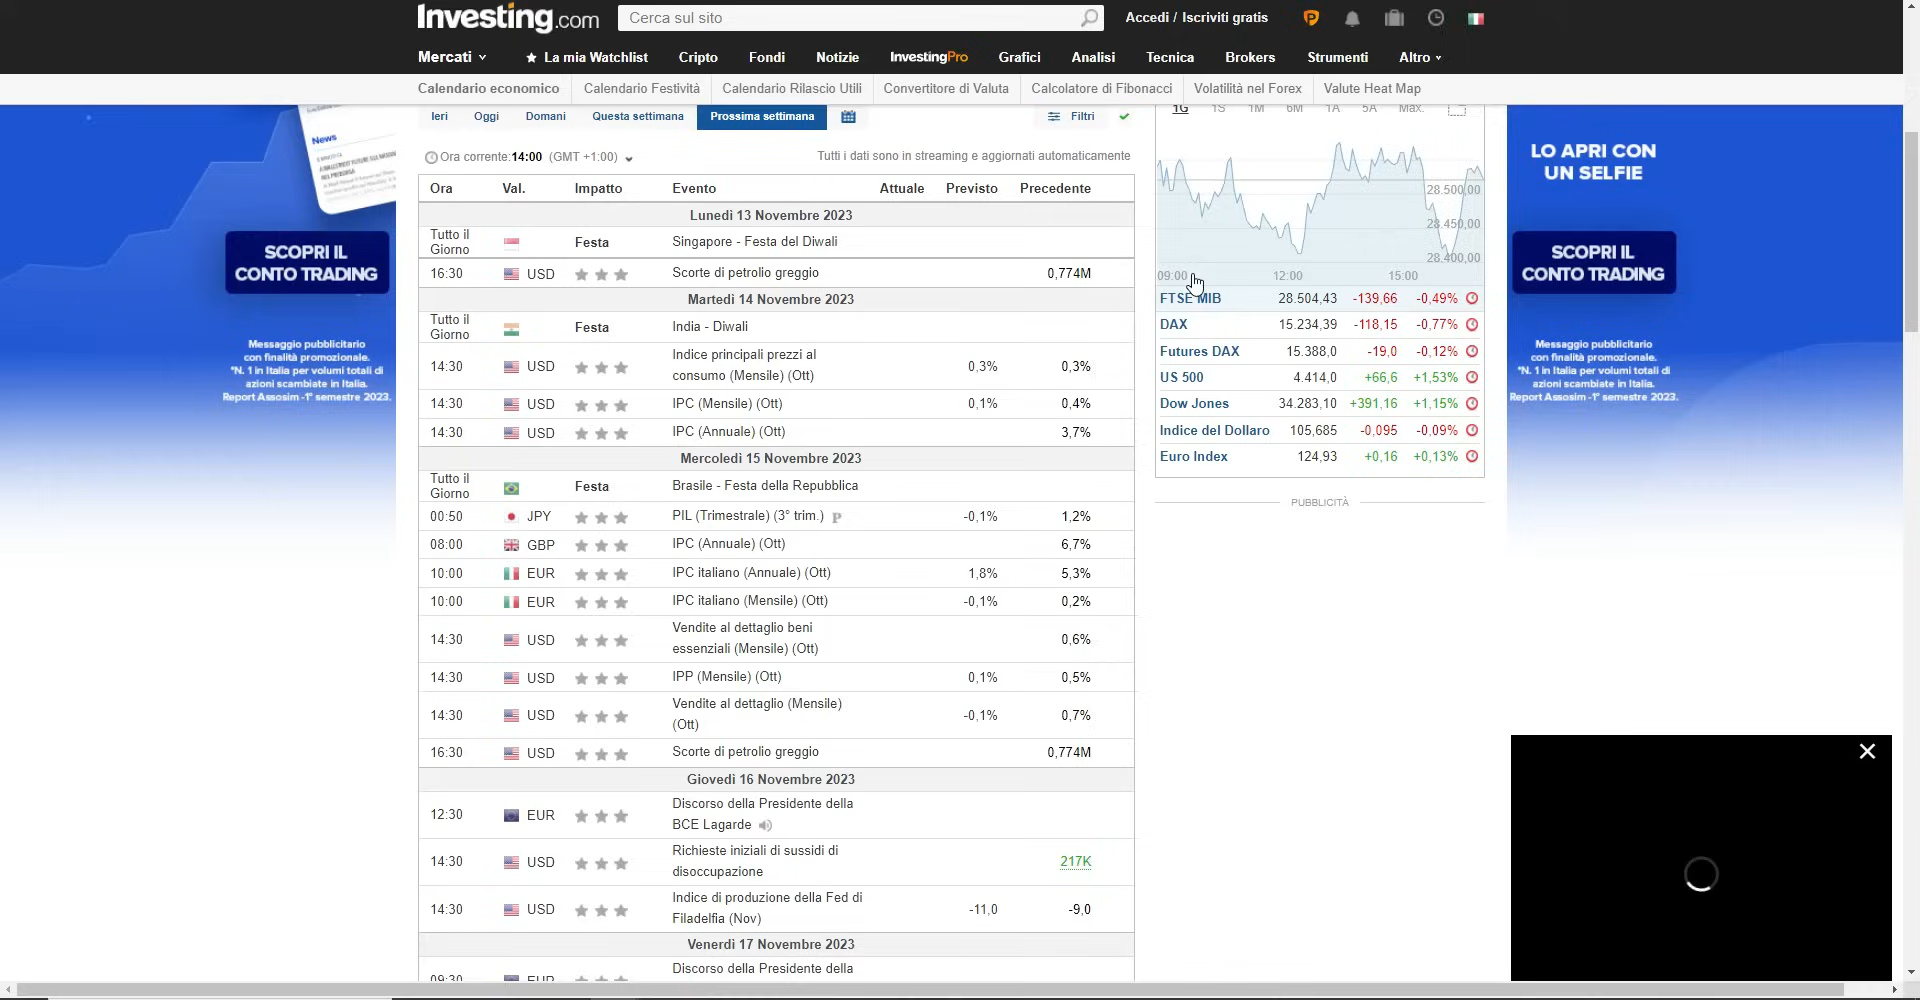 Investing.com
Cerca sul sito
Accedi / Iscriviti gratis
Mercati
La mia Watchlist
Cripto
Fondi
Notizie
InvestingPro
Grafici
Analisi
Tecnica
Brokers
Strumenti
Altro
Calendario economico
Calendario Festività
Calendario Rilascio Utili
Convertitore di Valuta
Calcolatore di Fibonacci
Volatilità nel Forex
Valute Heat Map
Ieri
Oggi
Domani
Questa settimana
Prossima settimana
Filtri
Ora corrente:14:00 (GMT +1:00)
Tutti i dati sono in streaming e aggiornati automaticamente
Ora Val. Impatto Evento Attuale Previsto Precedente
Lunedì 13 Novembre 2023
Tutto il
Giorno Festa Singapore - Festa del Diwali
16:30 USD Scorte di petrolio greggio 0,774M
Martedì 14 Novembre 2023
Tutto il
Giorno Festa India - Diwali
14:30 USD Indice principali prezzi al
consumo (Mensile) (Ott) 0,3% 0,3%
14:30 USD IPC (Mensile) (Ott) 0,1% 0,4%
14:30 USD IPC (Annuale) (Ott) 3,7%
Mercoledì 15 Novembre 2023
Tutto il
Giorno Festa Brasile - Festa della Repubblica
00:50 JPY PIL (Trimestrale) (3° trim.) P -0,1% 1,2%
08:00 GBP IPC (Annuale) (Ott) 6,7%
10:00 EUR IPC italiano (Annuale) (Ott) 1,8% 5,3%
10:00 EUR IPC italiano (Mensile) (Ott) -0,1% 0,2%
14:30 USD Vendite al dettaglio beni
essenziali (Mensile) (Ott) 0,6%
14:30 USD IPP (Mensile) (Ott) 0,1% 0,5%
14:30 USD Vendite al dettaglio (Mensile)
(Ott) -0,1% 0,7%
16:30 USD Scorte di petrolio greggio 0,774M
Giovedì 16 Novembre 2023
12:30 EUR Discorso della Presidente della
BCE Lagarde
14:30 USD Richieste iniziali di sussidi di
disoccupazione 217K
14:30 USD Indice di produzione della Fed di
Filadelfia (Nov) -11,0 -9,0
Venerdì 17 Novembre 2023
09:30 EUR Discorso della Presidente della
1G 1S 1M 6M 1A 5A Max.
28.500,00
28.450,00
28.400,00
09:00 12:00 15:00
FTSE MIB 28.504,43 -139,66 -0,49%
DAX 15.234,39 -118,15 -0,77%
Futures DAX 15.388,0 -19,0 -0,12%
US 500 4.414,0 +66,6 +1,53%
Dow Jones 34.283,10 +391,16 +1,15%
Indice del Dollaro 105,685 -0,095 -0,09%
Euro Index 124,93 +0,16 +0,13%
PUBBLICITÀ
News
SCOPRI IL
CONTO TRADING
Messaggio pubblicitario
con finalità promozionale.
*N. 1 in Italia per volumi totali di
azioni scambiate in Italia.
Report Assosim -1° semestre 2023.
LO APRI CON
UN SELFIE
SCOPRI IL
CONTO TRADING
Messaggio pubblicitario
con finalità promozionale.
*N. 1 in Italia per volumi totali di
azioni scambiate in Italia.
Report Assosim -1° semestre 2023.